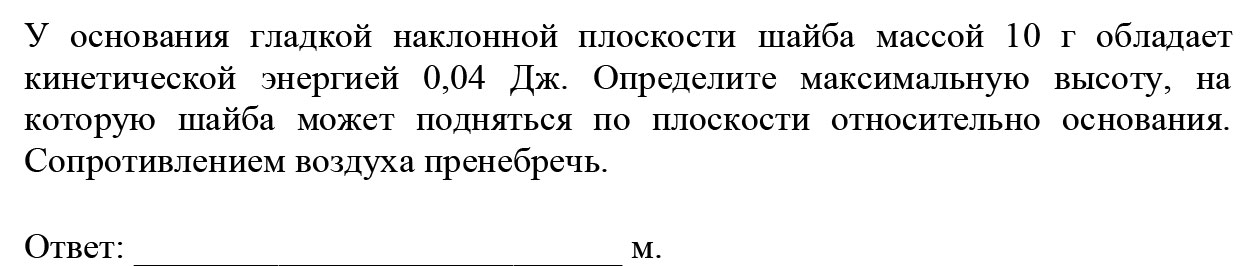 У основания гладкой наклонной плоскости шайба массой 10 г обладает
кинетической энергией 0,04 Дж. Определите максимальную высоту, на
которую шайба может подняться по плоскости относительно основания.
Сопротивлением воздуха пренебречь.
Ответ: ___________________________ м.